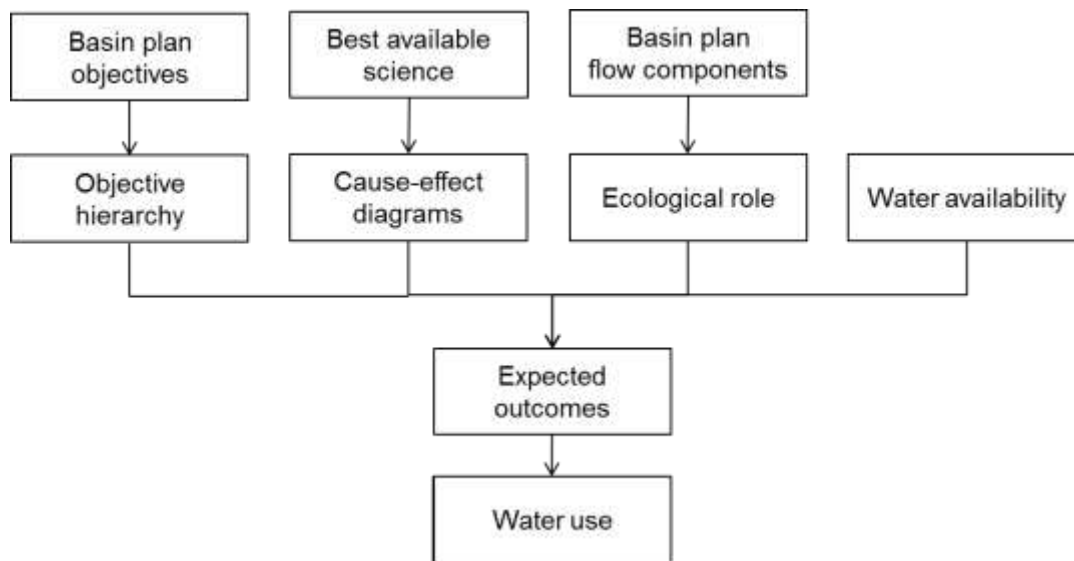 Basin plan
objectives
Best available
science
Basin plan
flow components
Objective
hierarchy
Cause-effect
diagrams
Ecological role
Water availability
Expected
outcomes
Water use